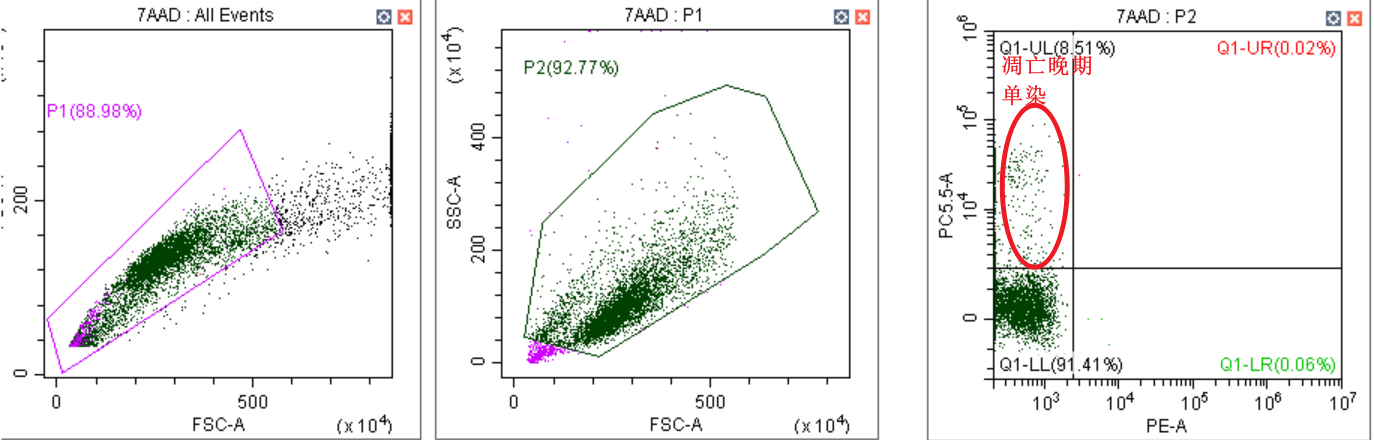 7AAD : All Events
P1(88.98%)
200
0
0
500
FSC-A
(x10⁴)
7AAD : P1
(x10⁴)
P2(92.77%)
400
SSC-A
200
0
0
500
FSC-A
(x10⁴)
7AAD : P2
10⁶
Q1-UL(8.51%)
Q1-UR(0.02%)
凋亡晚期
单染
10⁵
PC5.5-A
10⁴
0
Q1-LL(91.41%)
Q1-LR(0.06%)
10³
10⁴
10⁵
10⁶
10⁷
PE-A